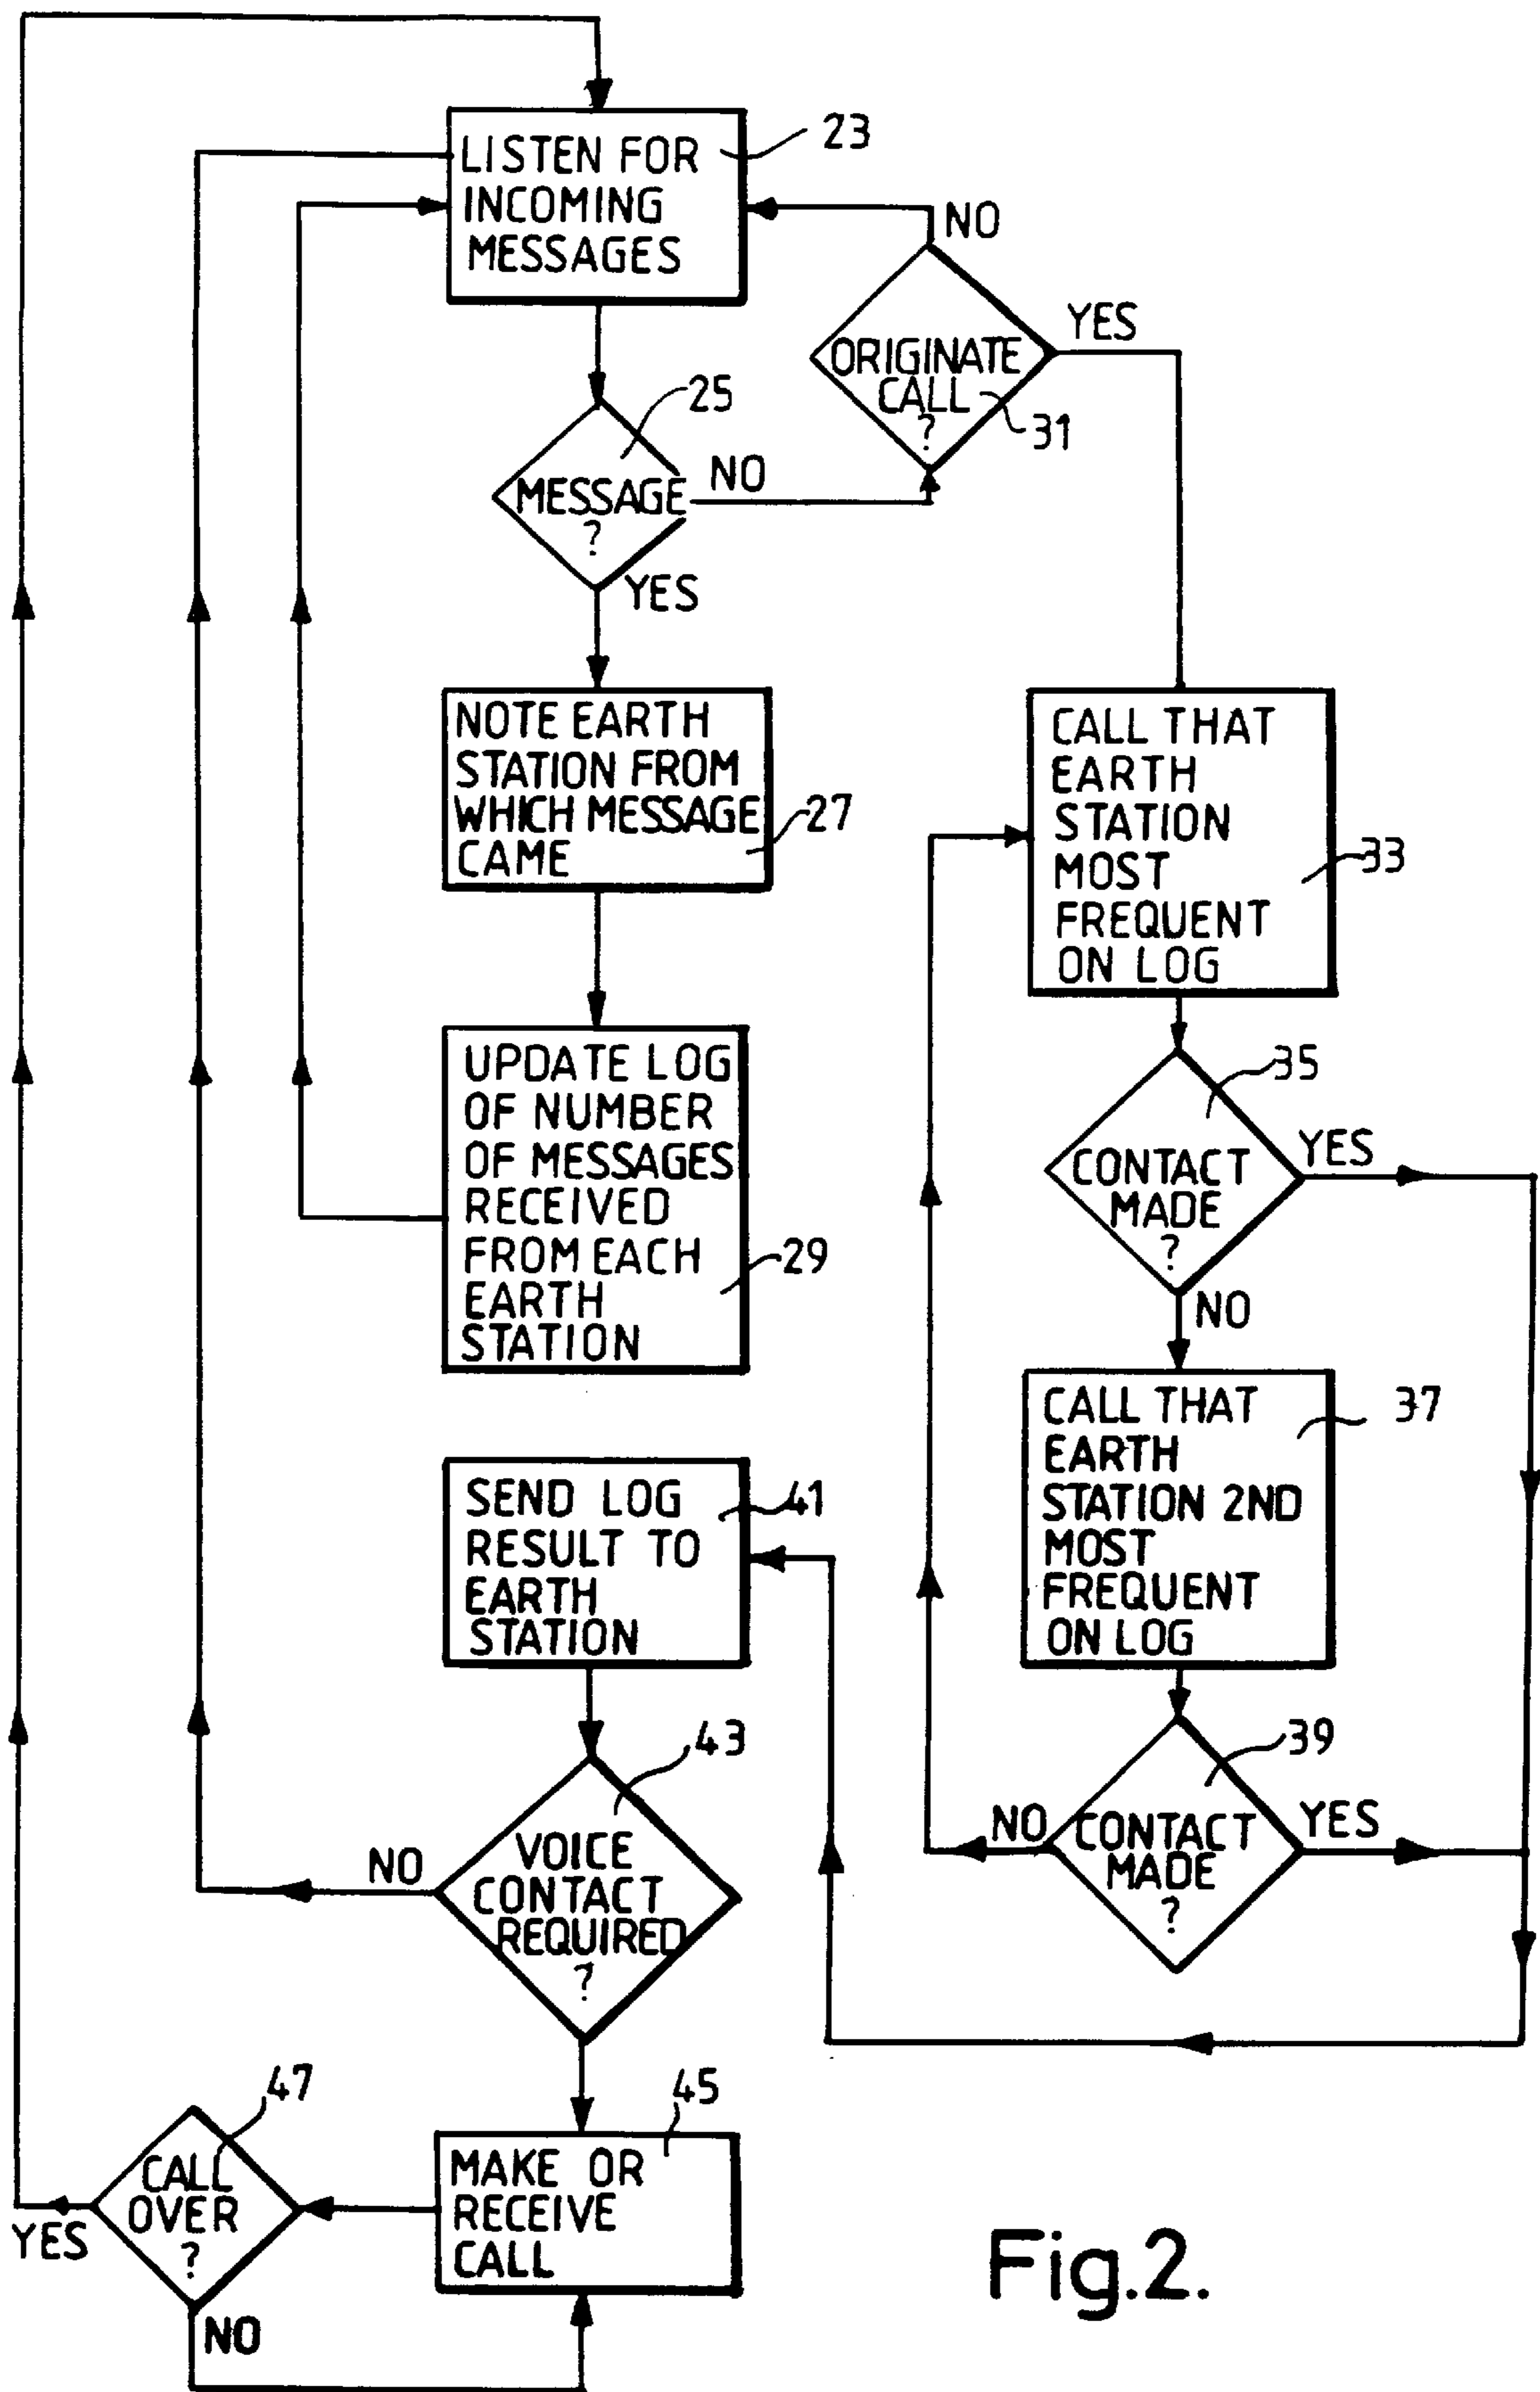 LISTEN FOR
INCOMING
MESSAGES
23
NO
ORIGINATE
CALL
?
31
YES
25
MESSAGE
?
NO
YES
NOTE EARTH
STATION FROM
WHICH MESSAGE
CAME
27
UPDATE LOG
OF NUMBER
OF MESSAGES
RECEIVED
FROM EACH
EARTH
STATION
29
CALL THAT
EARTH
STATION
MOST
FREQUENT
ON LOG
33
35
CONTACT
MADE
?
YES
NO
CALL THAT
EARTH
STATION 2ND
MOST
FREQUENT
ON LOG
37
39
CONTACT
MADE
?
NO
YES
SEND LOG
RESULT TO
EARTH
STATION
41
43
VOICE
CONTACT
REQUIRED
?
NO
45
MAKE OR
RECEIVE
CALL
47
CALL
OVER
?
YES
NO
Fig.2.